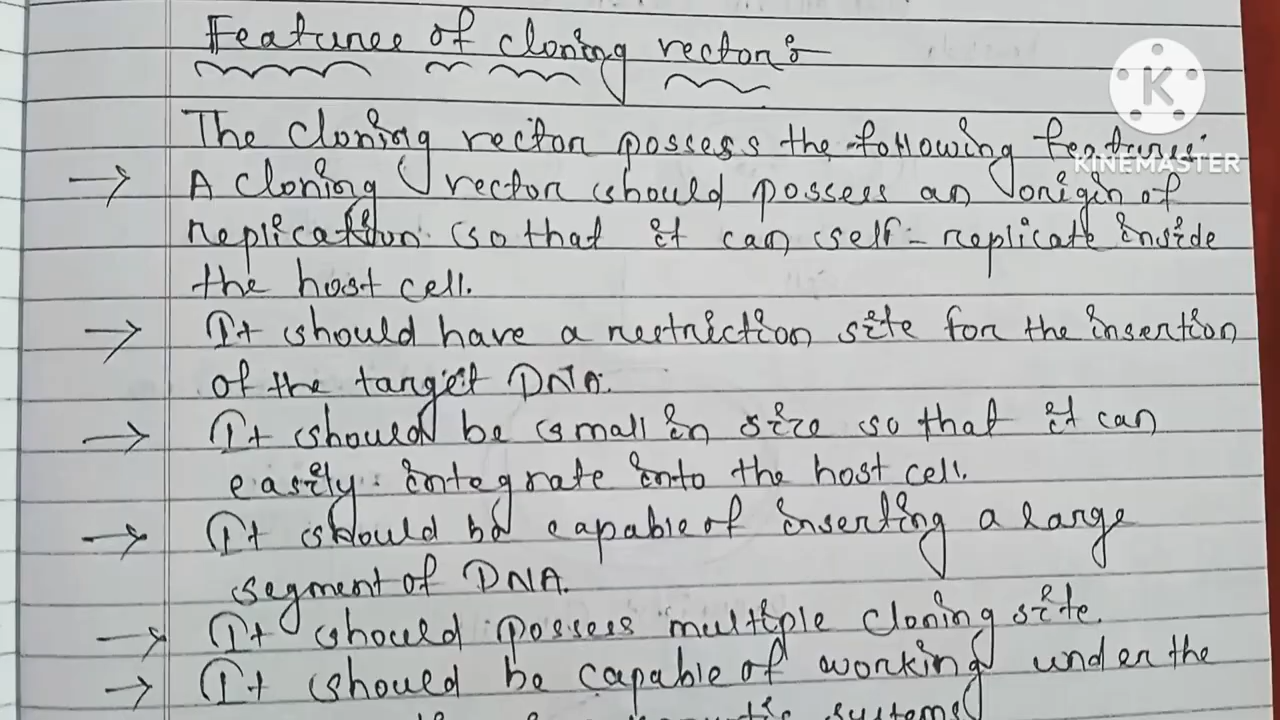 Features of cloning vector :-
The cloning vector possess the following features:
→ A cloning vector should possess an origin of
replication so that it can self-replicate inside
the host cell.
→ It should have a restriction site for the insertion
of the target DNA.
→ It should be small in size so that it can
easily integrate into the host cell.
→ It should be capable of inserting a large
segment of DNA.
→ It should possess multiple cloning site.
→ It should be capable of working under the
systems
K
KINEMASTER